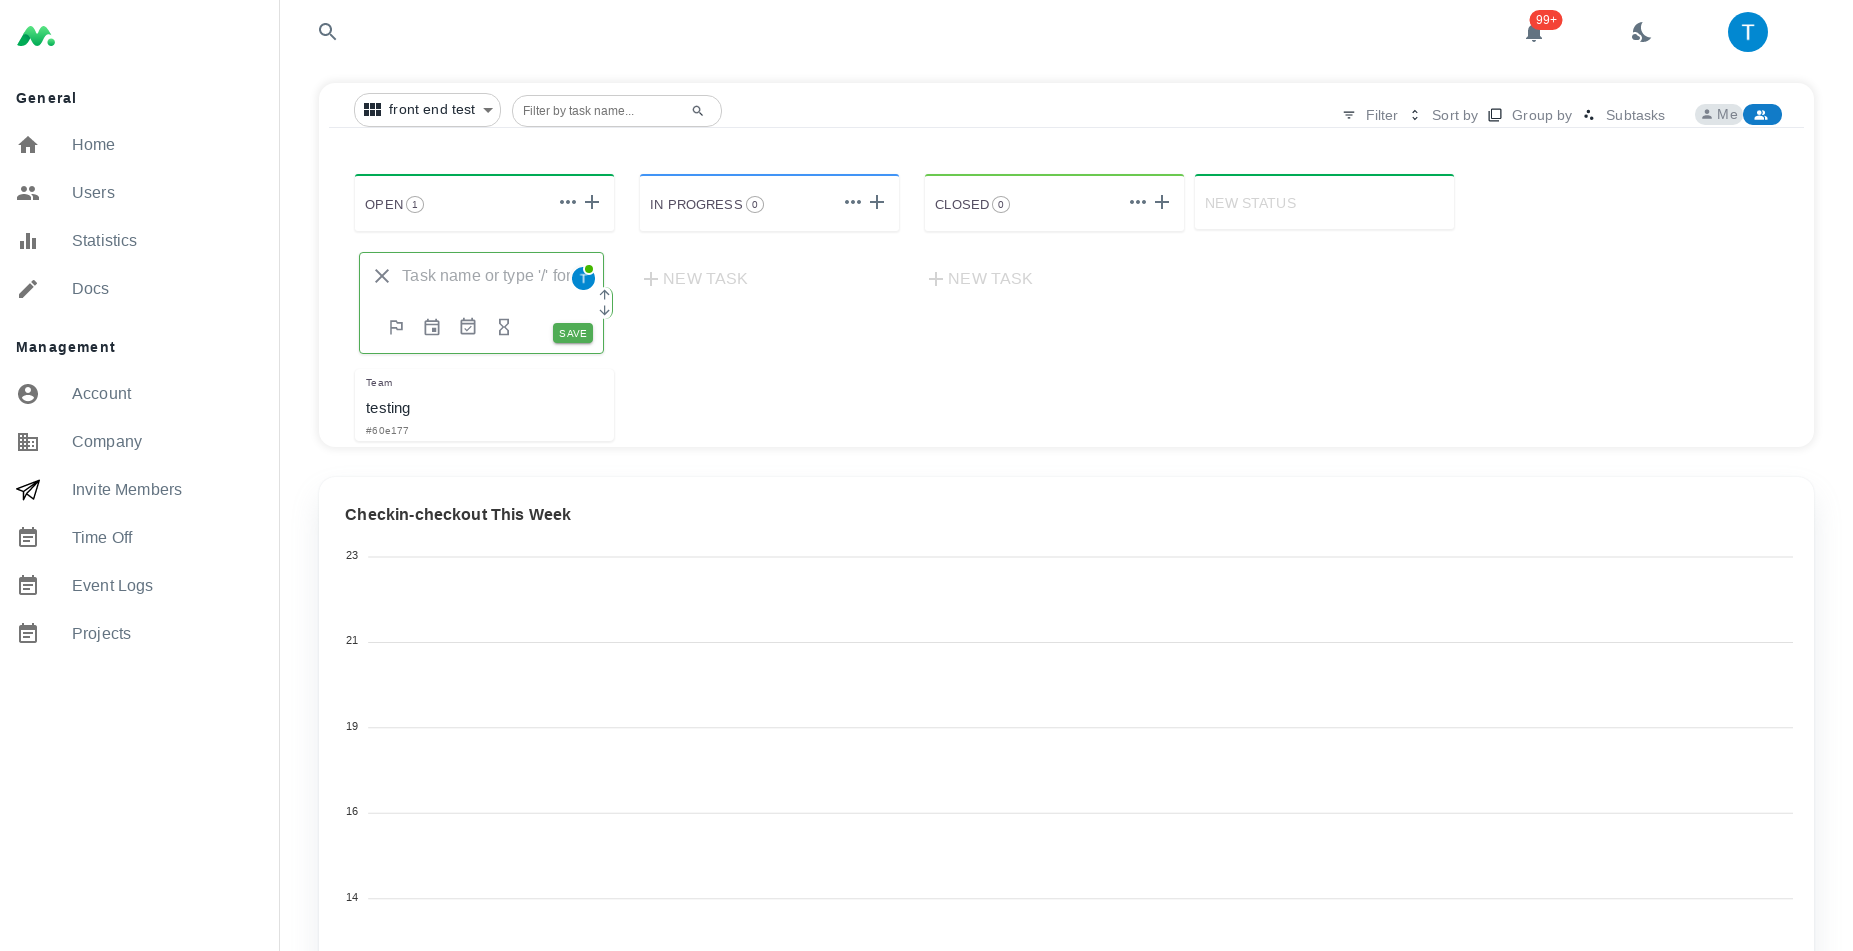 General
Home
Users
Statistics
Docs
Management
Account
Company
Invite Members
Time Off
Event Logs
Projects
99+
T
front end test
Filter by task name...
Filter
Sort by
Group by
Subtasks
Me
OPEN 1
IN PROGRESS 0
CLOSED 0
NEW STATUS
Task name or type '/' for
T
SAVE
NEW TASK
NEW TASK
Team
testing
#60e177
Checkin-checkout This Week
23
21
19
16
14